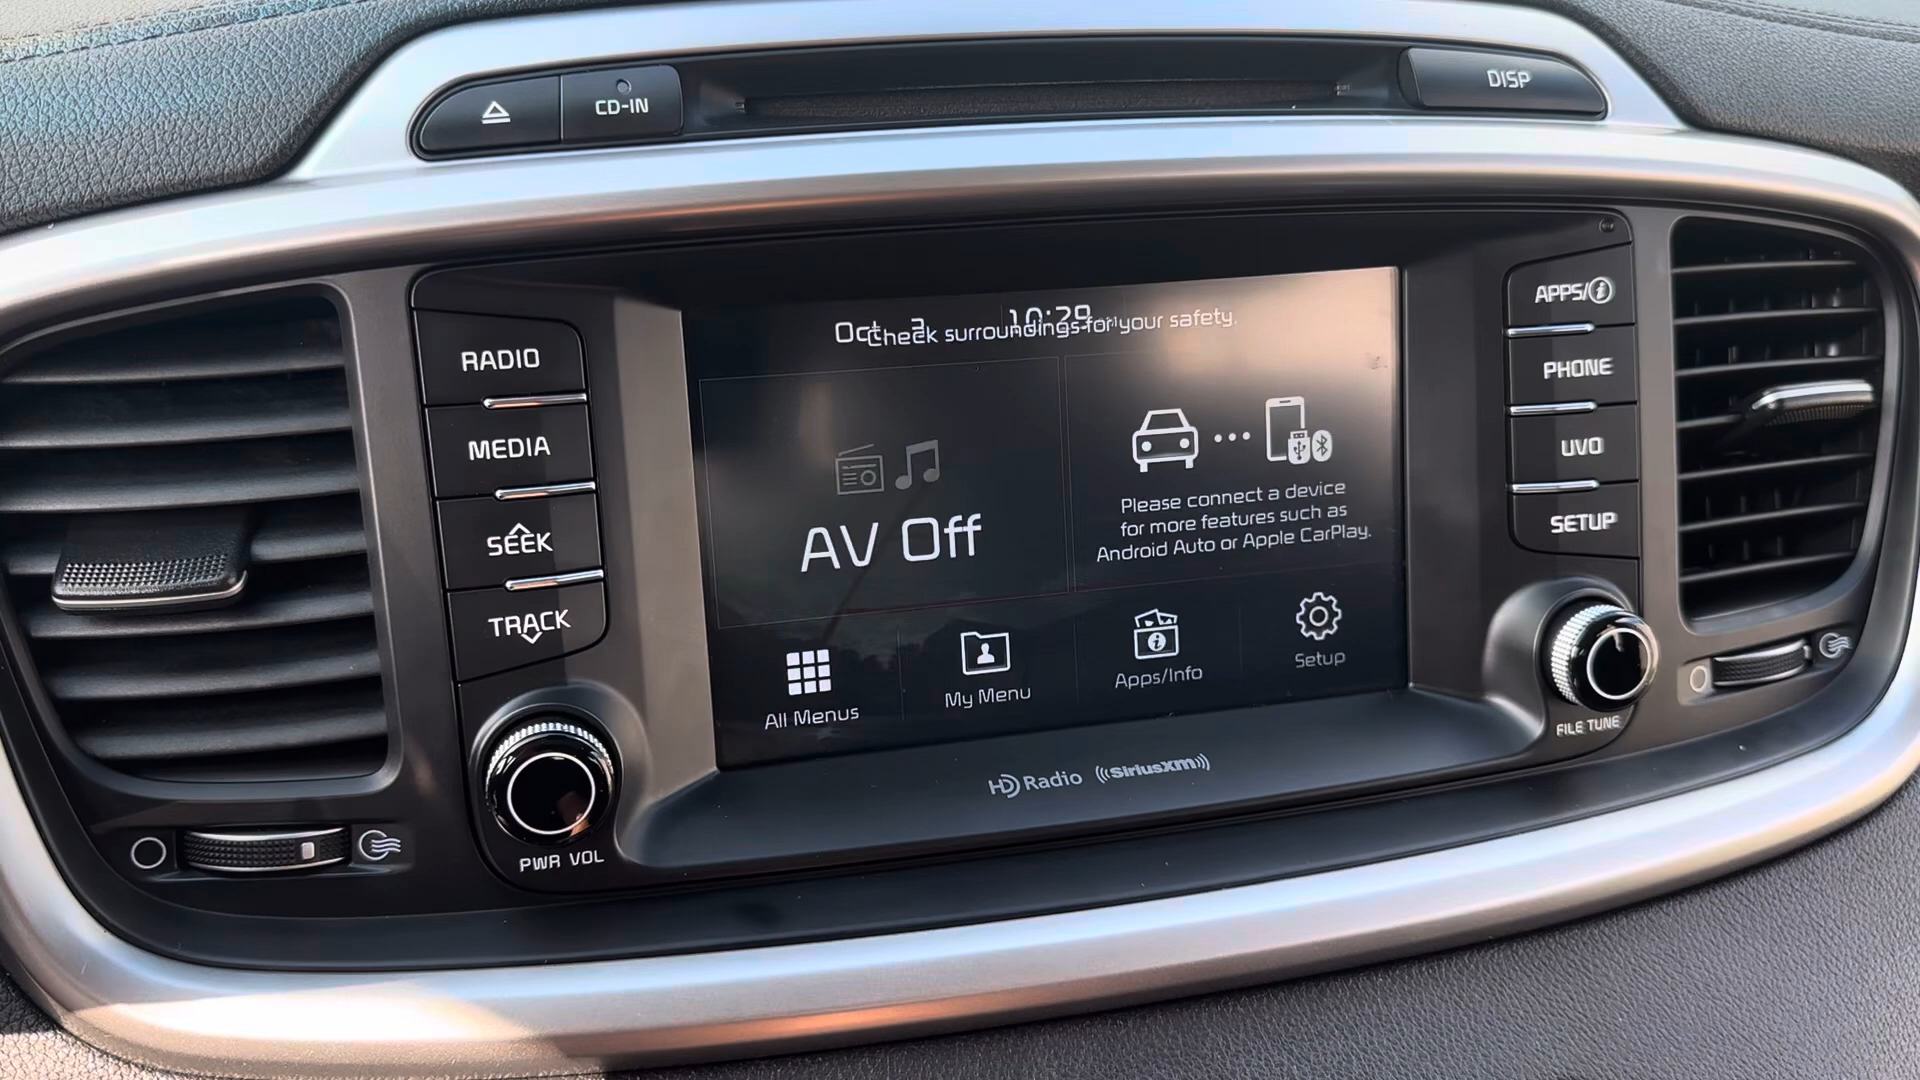 CD-IN
DISP
RADIO
MEDIA
SEEK
TRACK
PWR VOL
Oct 3 10:29
Check surroundings for your safety.
AV Off
Please connect a device
for more features such as
Android Auto or Apple CarPlay.
All Menus
My Menu
Apps/Info
Setup
HD Radio
((SiriusXM))
APPS/i
PHONE
UVO
SETUP
FILE TUNE